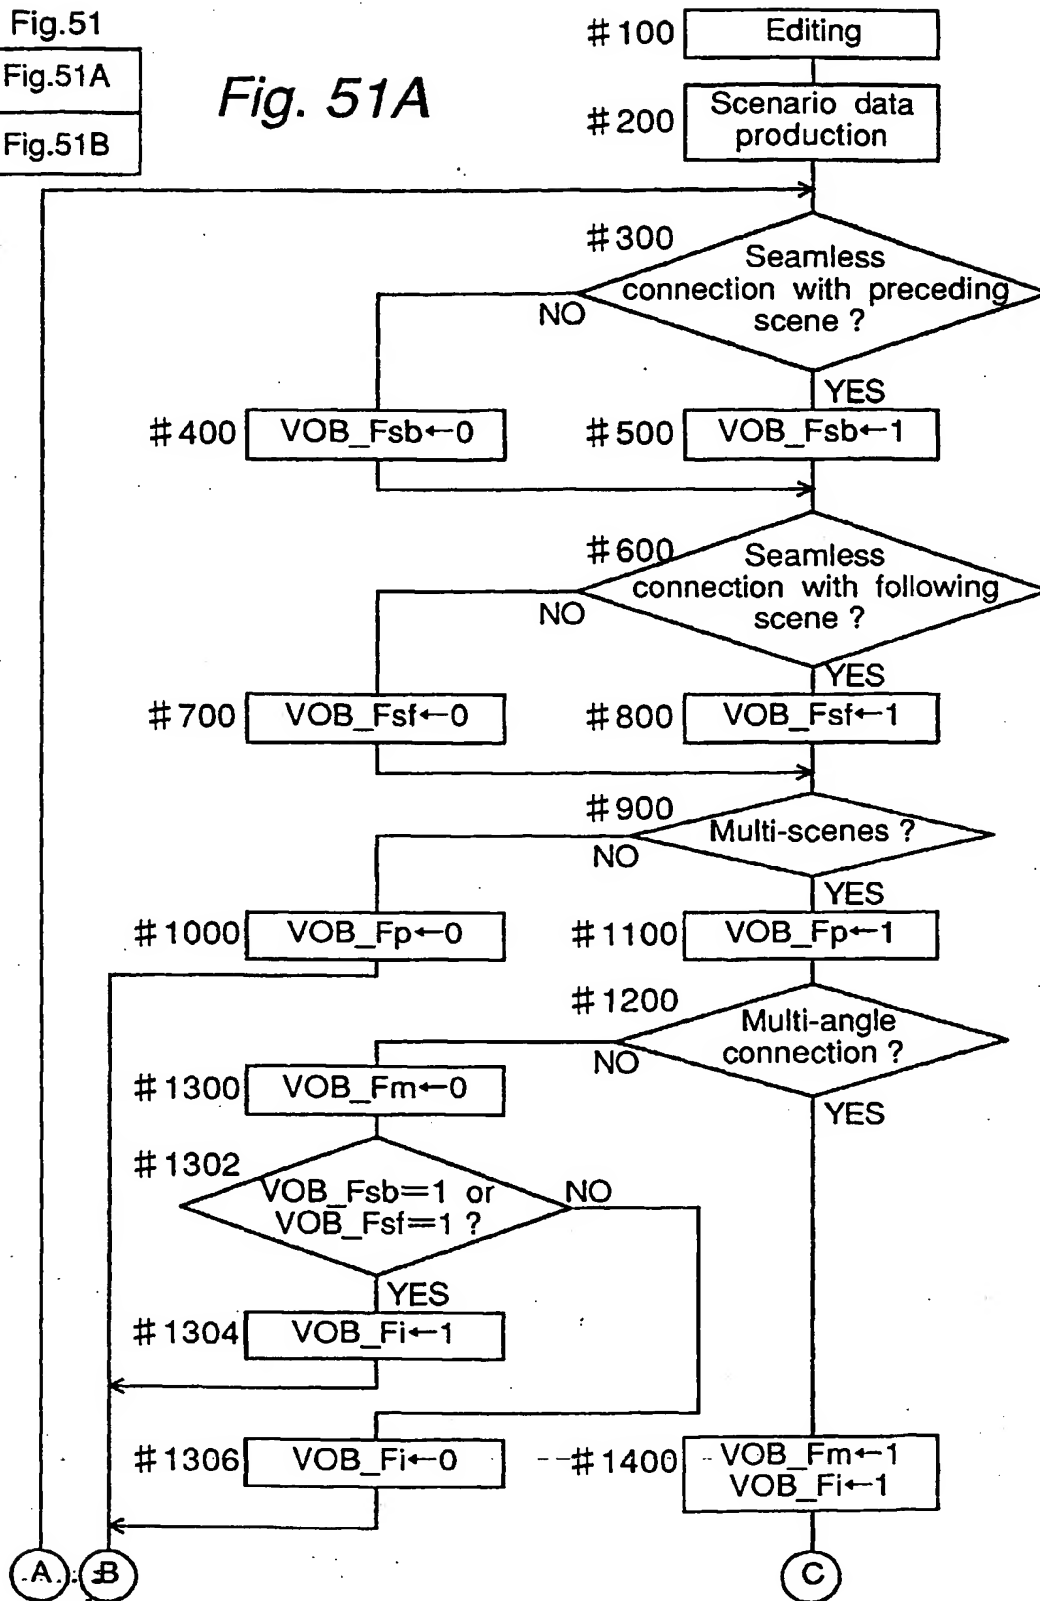 Fig.51
Fig.51A
Fig.51B
Fig. 51A
#100
Editing
#200
Scenario data
production
#300
Seamless
connection with preceding
scene ?
NO
YES
#400
VOB_Fsb←0
#500
VOB_Fsb←1
#600
Seamless
connection with following
scene ?
NO
YES
#700
VOB_Fsf←0
#800
VOB_Fsf←1
#900
Multi-scenes ?
NO
YES
#1000
VOB_Fp←0
#1100
VOB_Fp←1
#1200
Multi-angle
connection ?
NO
YES
#1300
VOB_Fm←0
#1302
VOB_Fsb=1 or
VOB_Fsf=1 ?
NO
YES
#1304
VOB_Fi←1
#1306
VOB_Fi←0
#1400
VOB_Fm←1
VOB_Fi←1
A
B
C